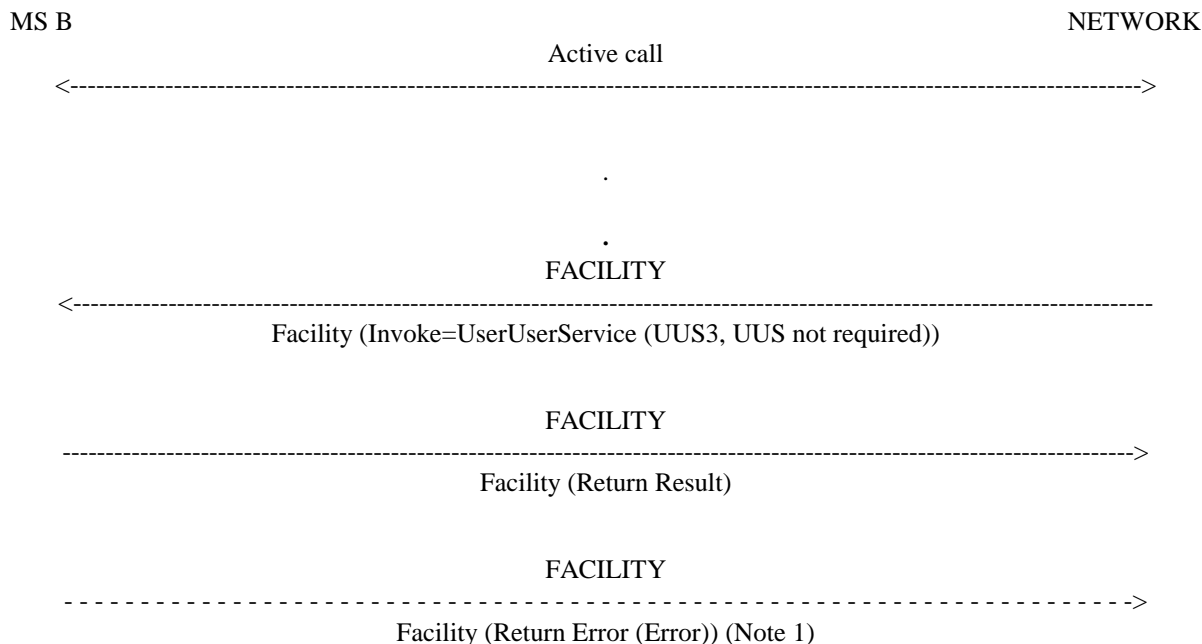 MS B NETWORK
Active call
<------------------------------------------------------------------------------------------------------------------------------>
.
.
FACILITY
<------------------------------------------------------------------------------------------------------------------------------
Facility (Invoke=UserUserService (UUS3, UUS not required))
FACILITY
------------------------------------------------------------------------------------------------------------------------------>
Facility (Return Result)
FACILITY
- - - - - - - - - - - - - - - - - - - - - - - - - - - - - - - - - - - - - - - - - - - - - - - - - - - - - - - - - - - - - - - - - - - - - - ->
Facility (Return Error (Error)) (Note 1)